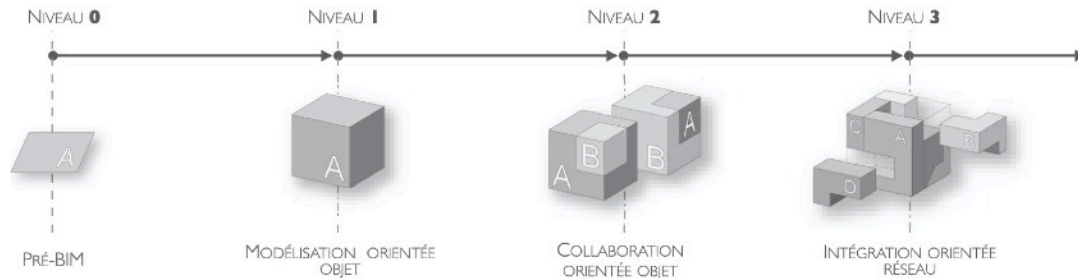 NIVEAU 0
NIVEAU 1
NIVEAU 2
NIVEAU 3
A
A
A
B
B
A
C
A
B
D
PRÉ-BIM
MODÉLISATION ORIENTÉE
OBJET
COLLABORATION
ORIENTÉE OBJET
INTÉGRATION ORIENTÉE
RÉSEAU